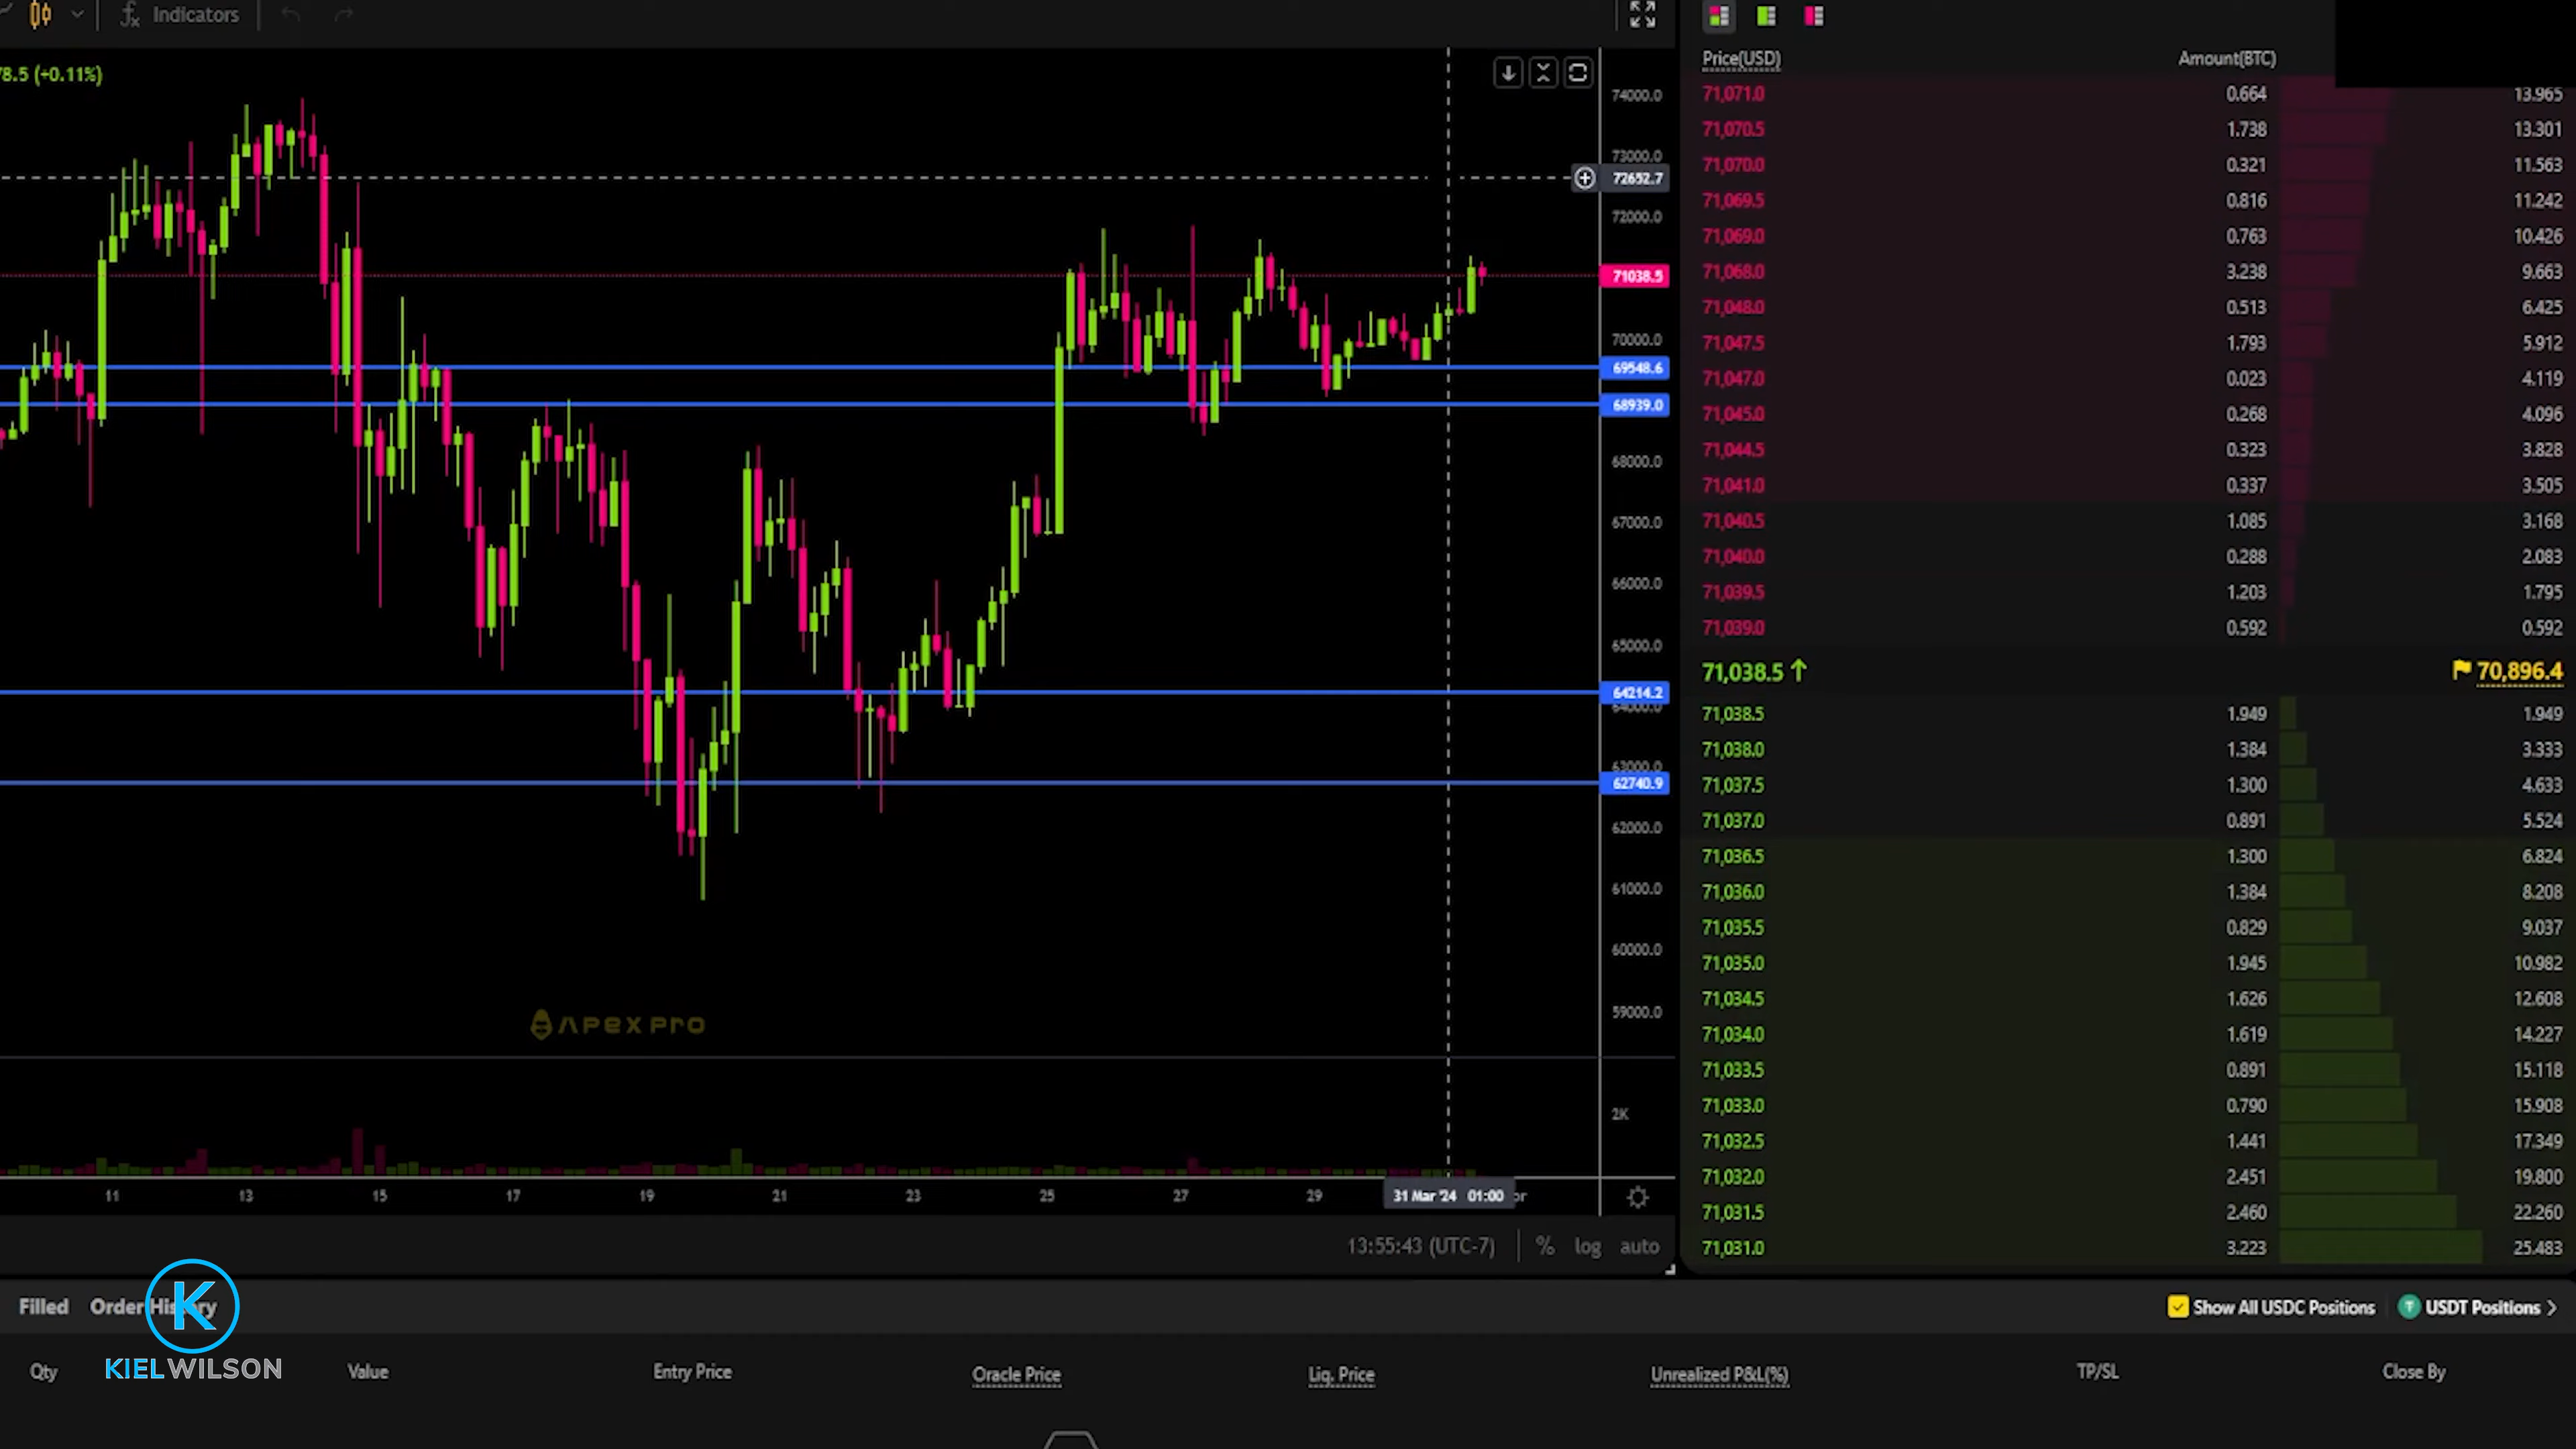 Indicators
78.5 (+0.11%)
74000.0
73000.0
72652.7
72000.0
71038.5
70000.0
69548.6
68939.0
68000.0
67000.0
66000.0
65000.0
64214.2
64000.0
63000.0
62740.9
62000.0
61000.0
60000.0
59000.0
ApeX Pro
2K
11 13 15 17 19 21 23 25 27 29 31 Mar '24 01:00 or
13:55:43 (UTC-7) % log auto
Price(USD) Amount(BTC)
71,071.0 0.664 13.965
71,070.5 1.738 13.301
71,070.0 0.321 11.563
71,069.5 0.816 11.242
71,069.0 0.763 10.426
71,068.0 3.238 9.663
71,048.0 0.513 6.425
71,047.5 1.793 5.912
71,047.0 0.023 4.119
71,045.0 0.268 4.096
71,044.5 0.323 3.828
71,041.0 0.337 3.505
71,040.5 1.085 3.168
71,040.0 0.288 2.083
71,039.5 1.203 1.795
71,039.0 0.592 0.592
71,038.5 ↑ 70,896.4
71,038.5 1.949 1.949
71,038.0 1.384 3.333
71,037.5 1.300 4.633
71,037.0 0.891 5.524
71,036.5 1.300 6.824
71,036.0 1.384 8.208
71,035.5 0.829 9.037
71,035.0 1.945 10.982
71,034.5 1.626 12.608
71,034.0 1.619 14.227
71,033.5 0.891 15.118
71,033.0 0.790 15.908
71,032.5 1.441 17.349
71,032.0 2.451 19.800
71,031.5 2.460 22.260
71,031.0 3.223 25.483
Filled Order History Show All USDC Positions USDT Positions
K
KIELWILSON
Qty Value Entry Price Oracle Price Liq. Price Unrealized P&L(%) TP/SL Close By